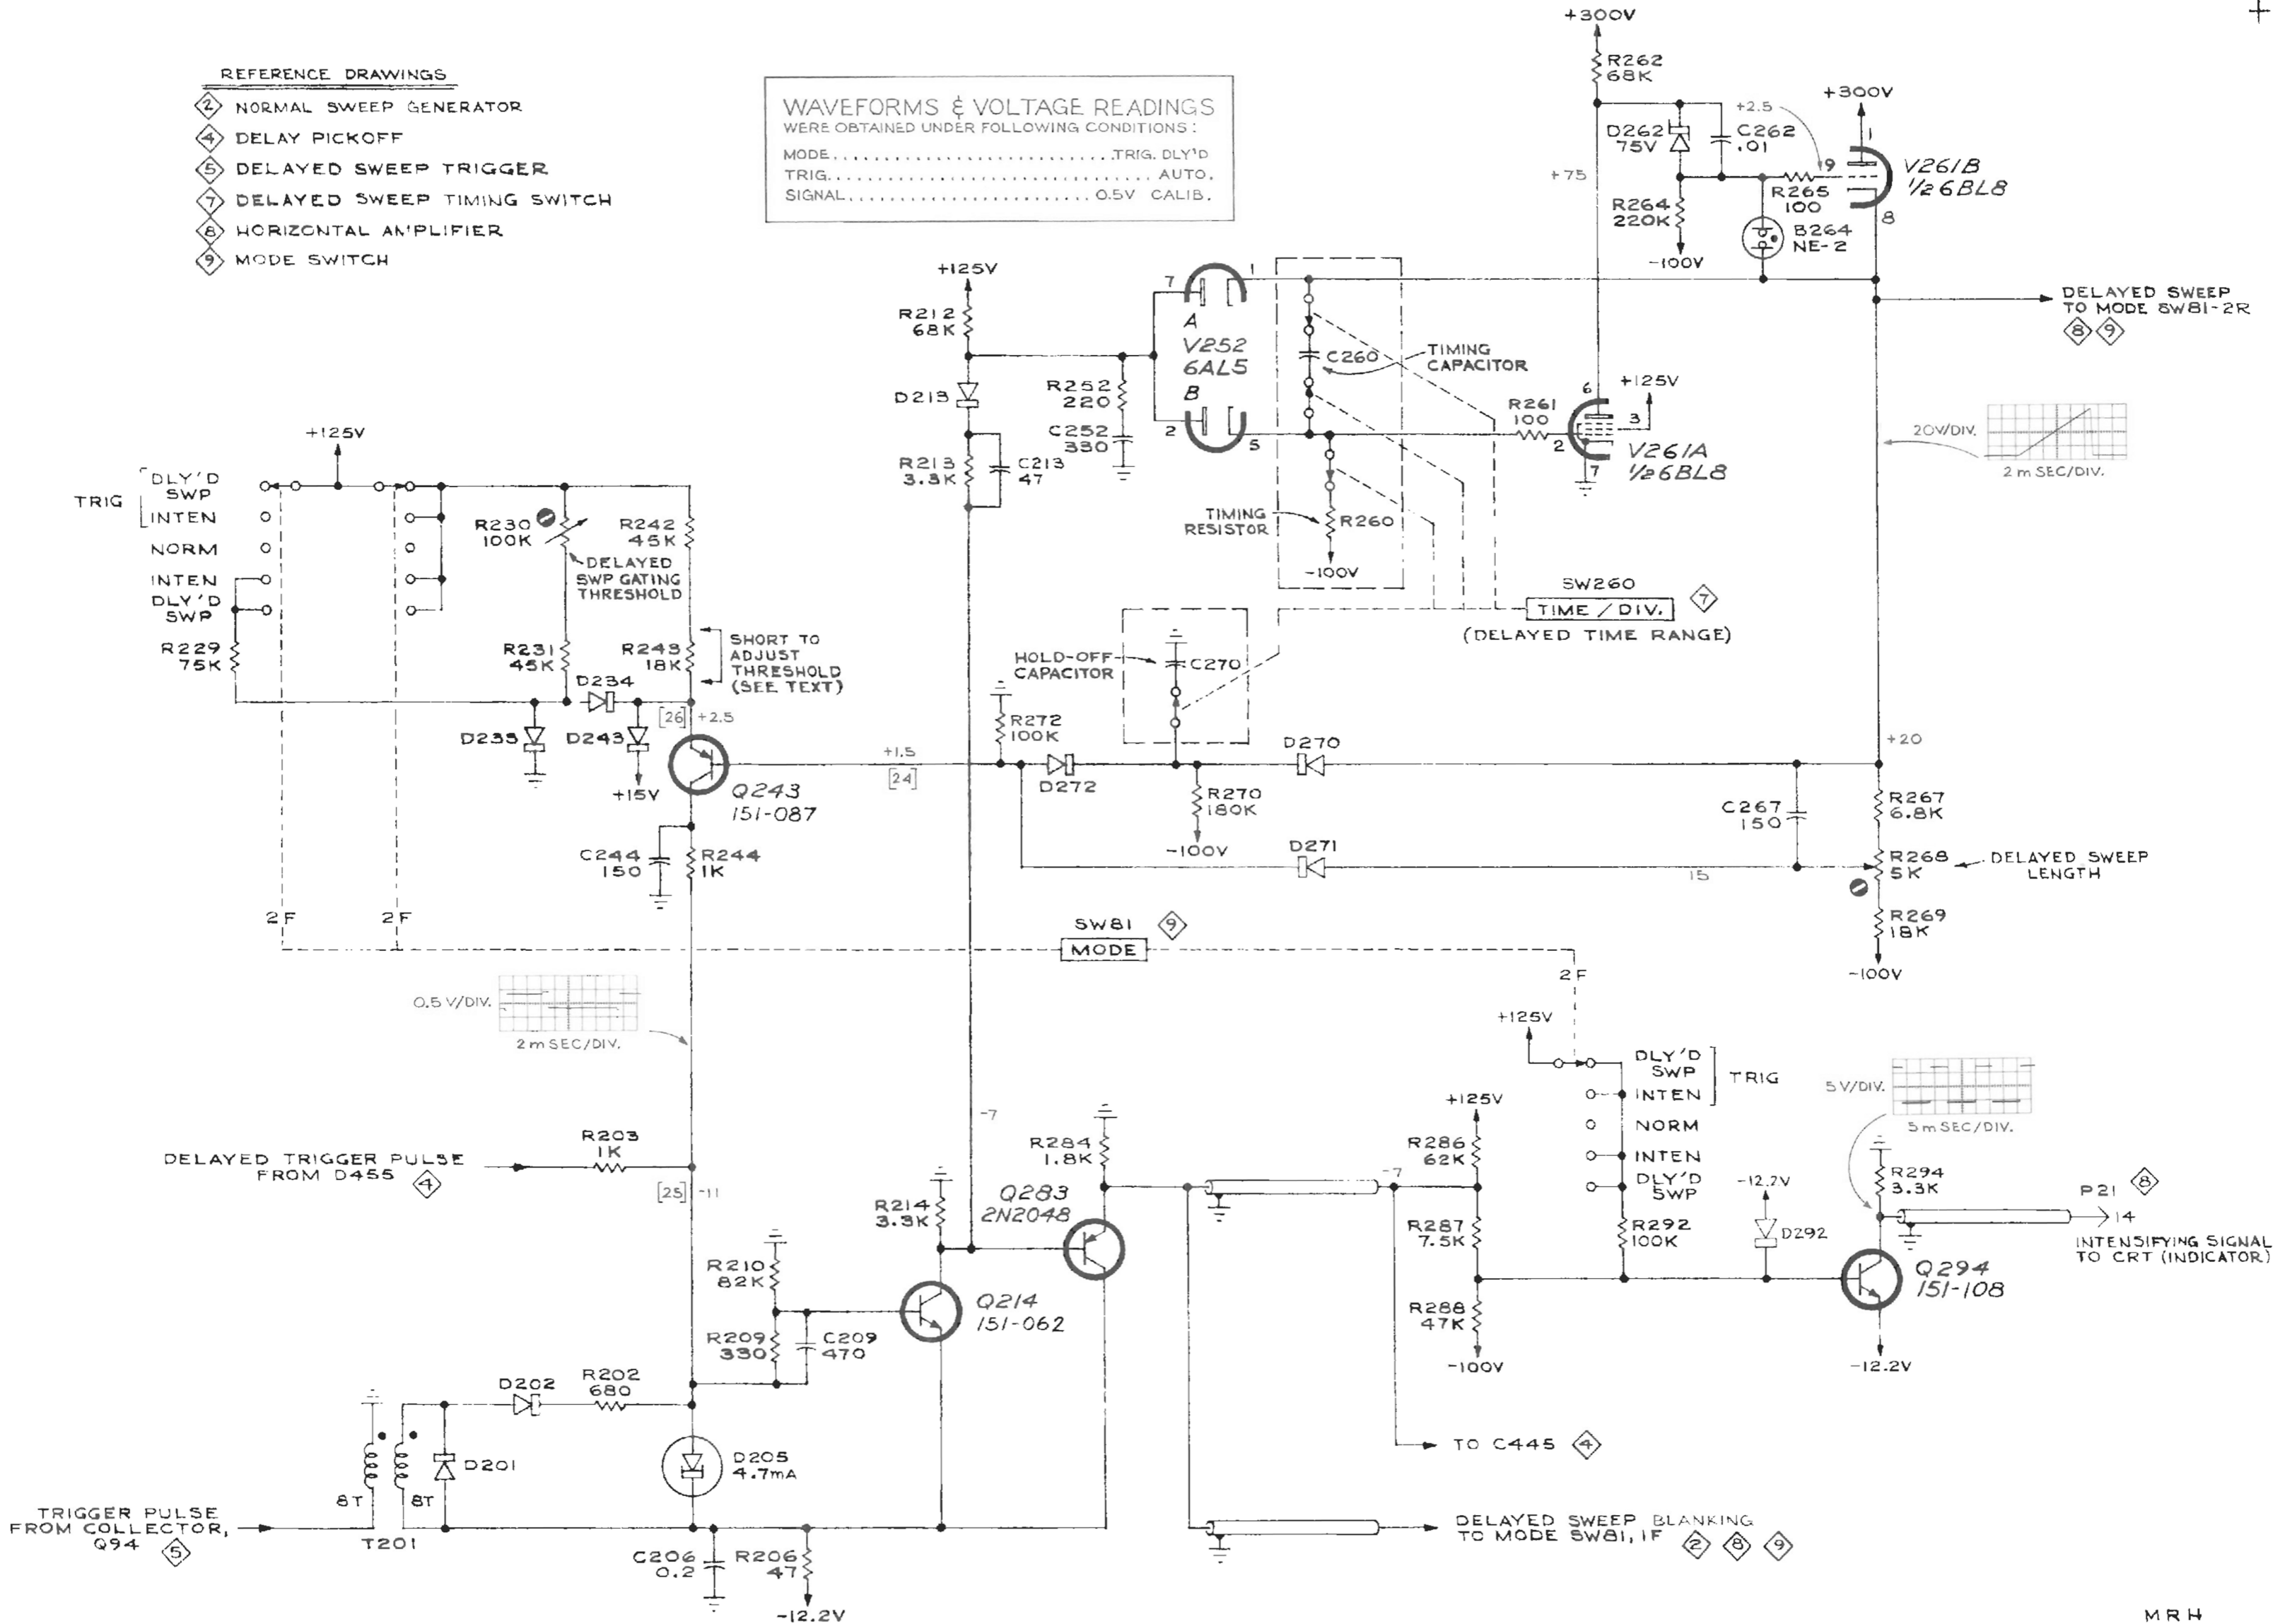 REFERENCE DRAWINGS
2 NORMAL SWEEP GENERATOR
4 DELAY PICKOFF
5 DELAYED SWEEP TRIGGER
7 DELAYED SWEEP TIMING SWITCH
8 HORIZONTAL AMPLIFIER
9 MODE SWITCH
WAVEFORMS & VOLTAGE READINGS
WERE OBTAINED UNDER FOLLOWING CONDITIONS:
MODE............................TRIG. DLY'D
TRIG............................... AUTO.
SIGNAL........................0.5V CALIB.
+300V
R262
68K
+2.5
+300V
D262
75V
C262
.01
1
9
V261B
1/2 6BL8
+75
R265
100
8
R264
220K
B264
NE-2
-100V
DELAYED SWEEP
TO MODE SW81-2R
8 9
+125V
R212
68K
7
1
A
V252
6AL5
B
2
5
C260
TIMING
CAPACITOR
D213
R252
220
C252
330
R213
3.3K
C213
47
R261
100
6
+125V
3
2
7
V261A
1/2 6BL8
20V/DIV.
2 m SEC/DIV.
TIMING
RESISTOR
R260
-100V
SW260
TIME / DIV.
7
(DELAYED TIME RANGE)
+125V
TRIG
DLY'D
SWP
INTEN
NORM
INTEN
DLY'D
SWP
R230
100K
R242
45K
DELAYED
SWP GATING
THRESHOLD
R229
75K
R231
45K
R243
18K
SHORT TO
ADJUST
THRESHOLD
(SEE TEXT)
D234
[26] +2.5
D235
D243
+15V
Q243
151-087
HOLD-OFF
CAPACITOR
C270
R272
100K
+1.5
[24]
D272
D270
R270
180K
-100V
D271
+20
C267
150
R267
6.8K
15
R268
5K
DELAYED SWEEP
LENGTH
R269
18K
-100V
C244
150
R244
1K
2F
2F
SW81
9
MODE
2F
0.5 V/DIV.
2 m SEC/DIV.
+125V
DLY'D
SWP
INTEN
TRIG
NORM
INTEN
DLY'D
SWP
5 V/DIV.
5 m SEC/DIV.
DELAYED TRIGGER PULSE
FROM D455
4
R203
1K
[25] -11
-7
R284
1.8K
+125V
R286
62K
-7
R214
3.3K
Q283
2N2048
R287
7.5K
R292
100K
-12.2V
D292
R294
3.3K
P21
8
14
INTENSIFYING SIGNAL
TO CRT (INDICATOR)
Q294
151-108
-12.2V
R210
82K
R209
330
C209
470
Q214
151-062
R288
47K
-100V
D202
R202
680
D205
4.7mA
D201
8T
8T
T201
TRIGGER PULSE
FROM COLLECTOR,
Q94
5
C206
0.2
R206
47
-12.2V
TO C445
4
DELAYED SWEEP BLANKING
TO MODE SW81, 1F
2 8 9
MRH